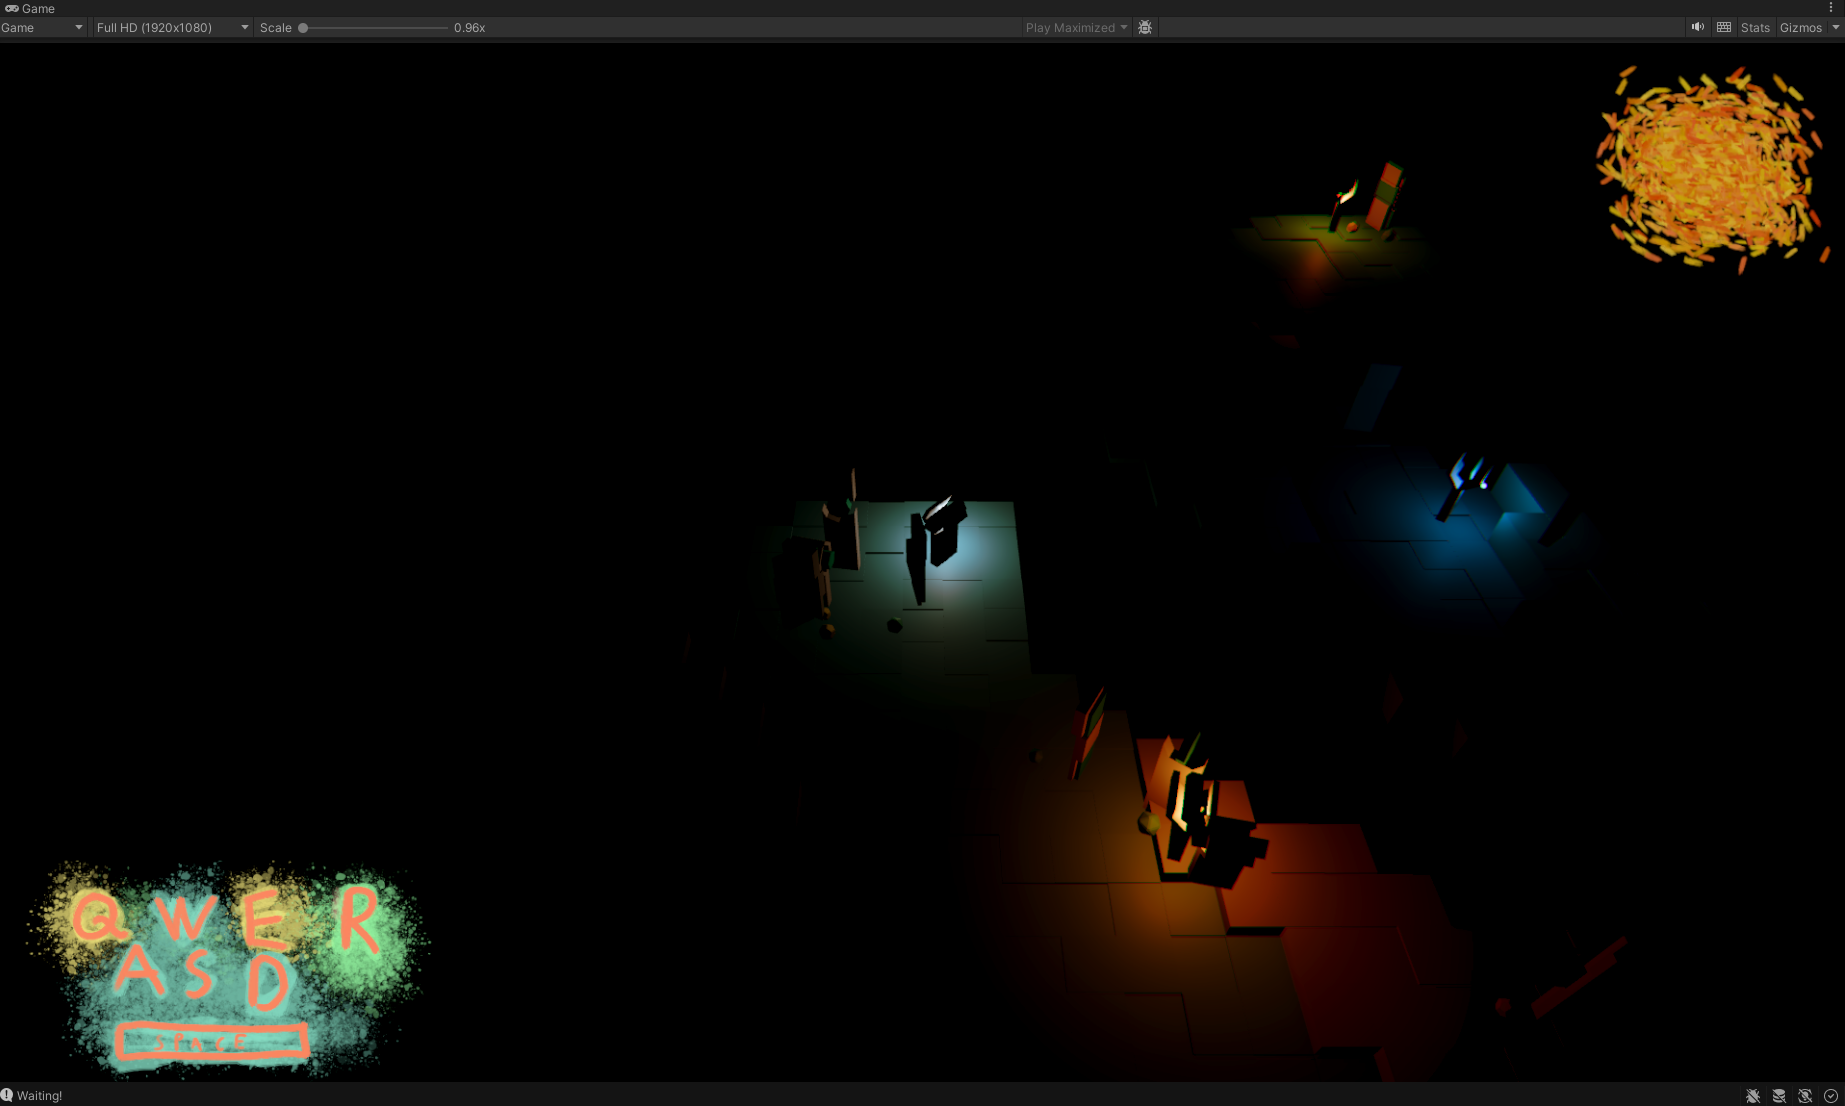 Game
Game Full HD (1920x1080) Scale 0.96x Play Maximized Stats Gizmos
Q W E R
A S D
SPACE
Waiting!